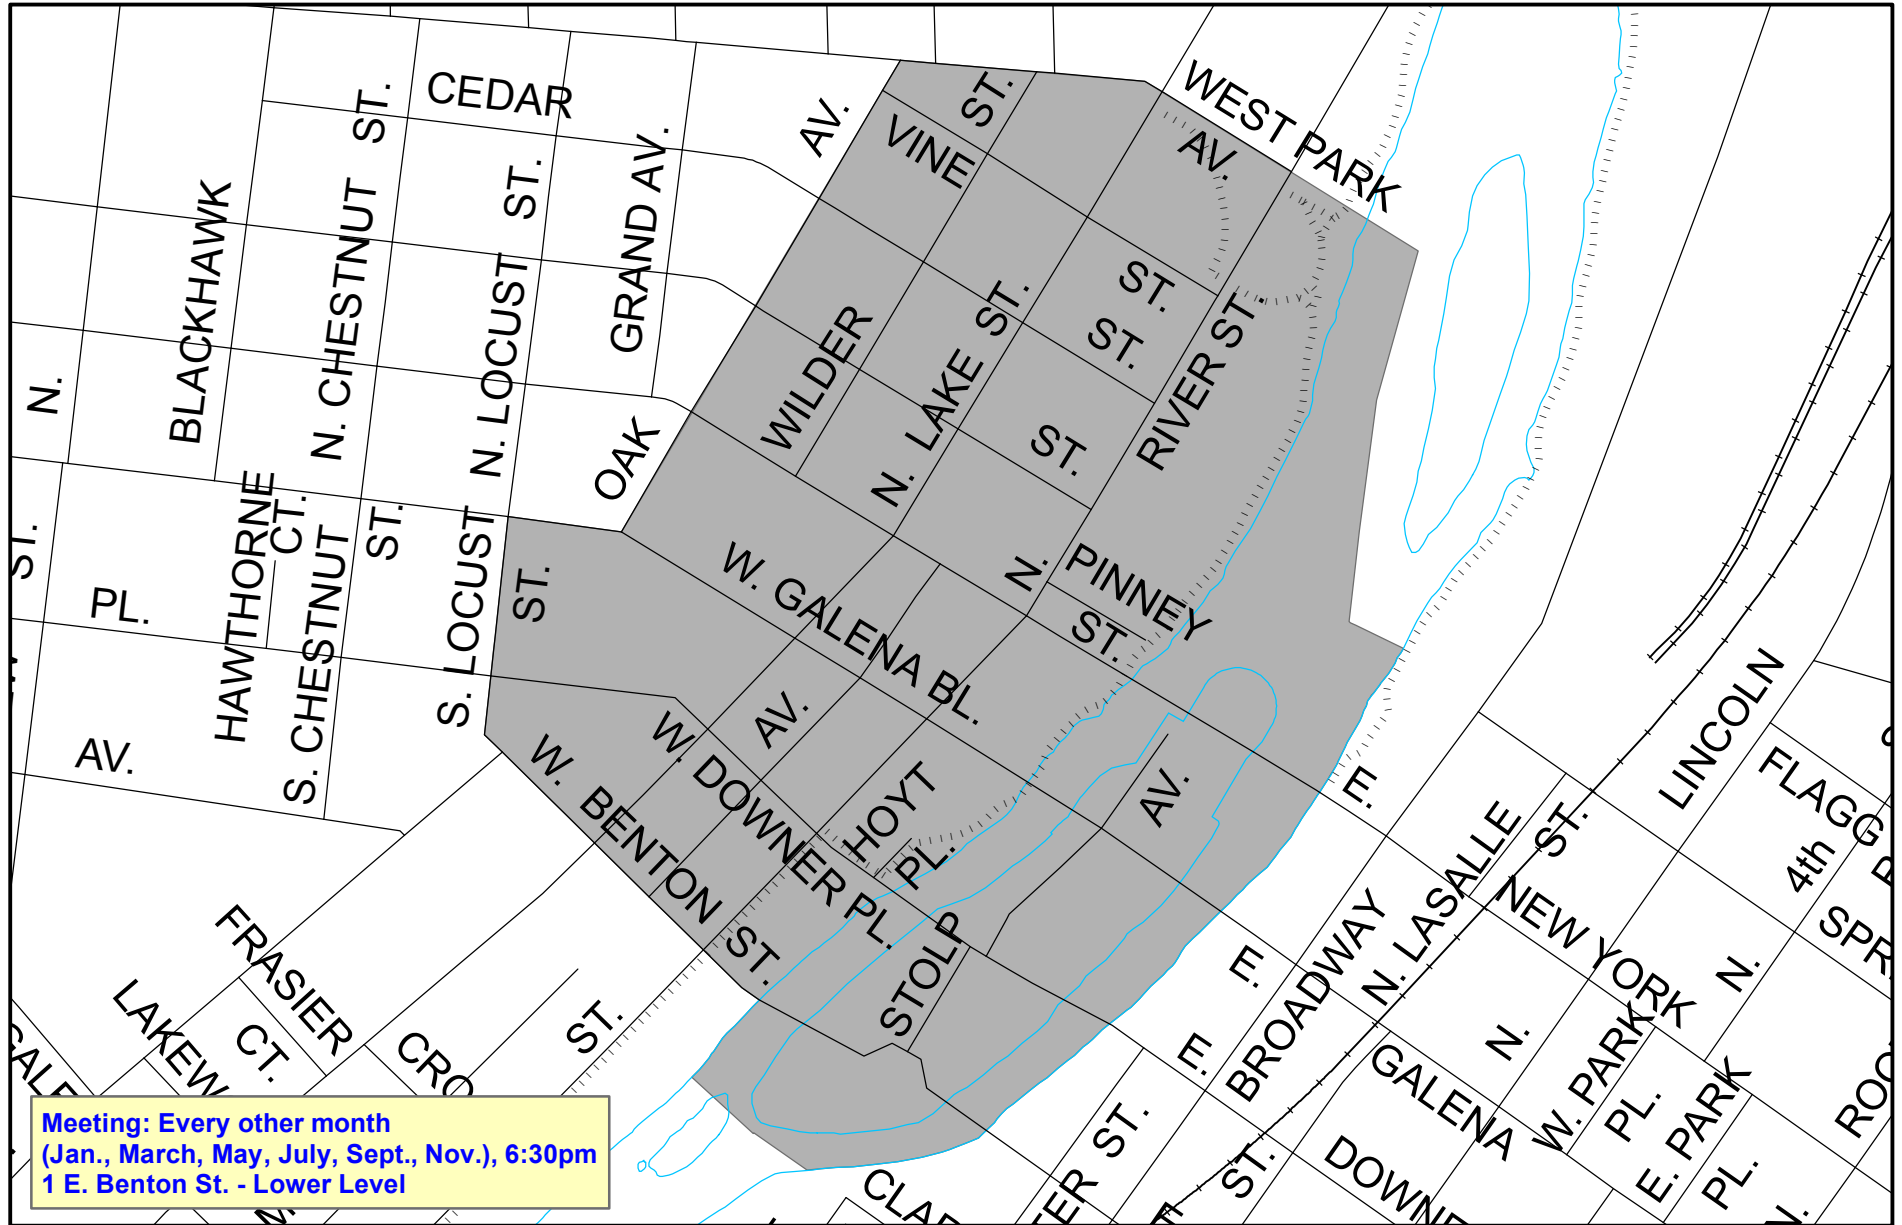 CEDAR
ST.
AV.
ST.
VINE
WEST PARK
AV.
BLACKHAWK
N. CHESTNUT
ST.
N. LOCUST
ST.
GRAND AV.
N.
OAK
WILDER
N. LAKE
ST.
ST.
ST.
ST.
RIVER ST.
N.
PINNEY
ST.
ST.
PL.
AV.
HAWTHORNE
CT.
S. CHESTNUT
ST.
S. LOCUST
ST.
W. GALENA BL.
W. DOWNER PL.
AV.
W. BENTON
ST.
HOYT
PL.
STOLP
AV.
E.
E.
E.
BROADWAY
N. LASALLE
ST.
LINCOLN
FLAGG
4th
NEW YORK
N.
N.
GALENA
W. PARK
PL.
E. PARK
PL.
N.
ST.
ST.
FRASIER
CT.
ST.
Meeting: Every other month
(Jan., March, May, July, Sept., Nov.), 6:30pm
1 E. Benton St. - Lower Level